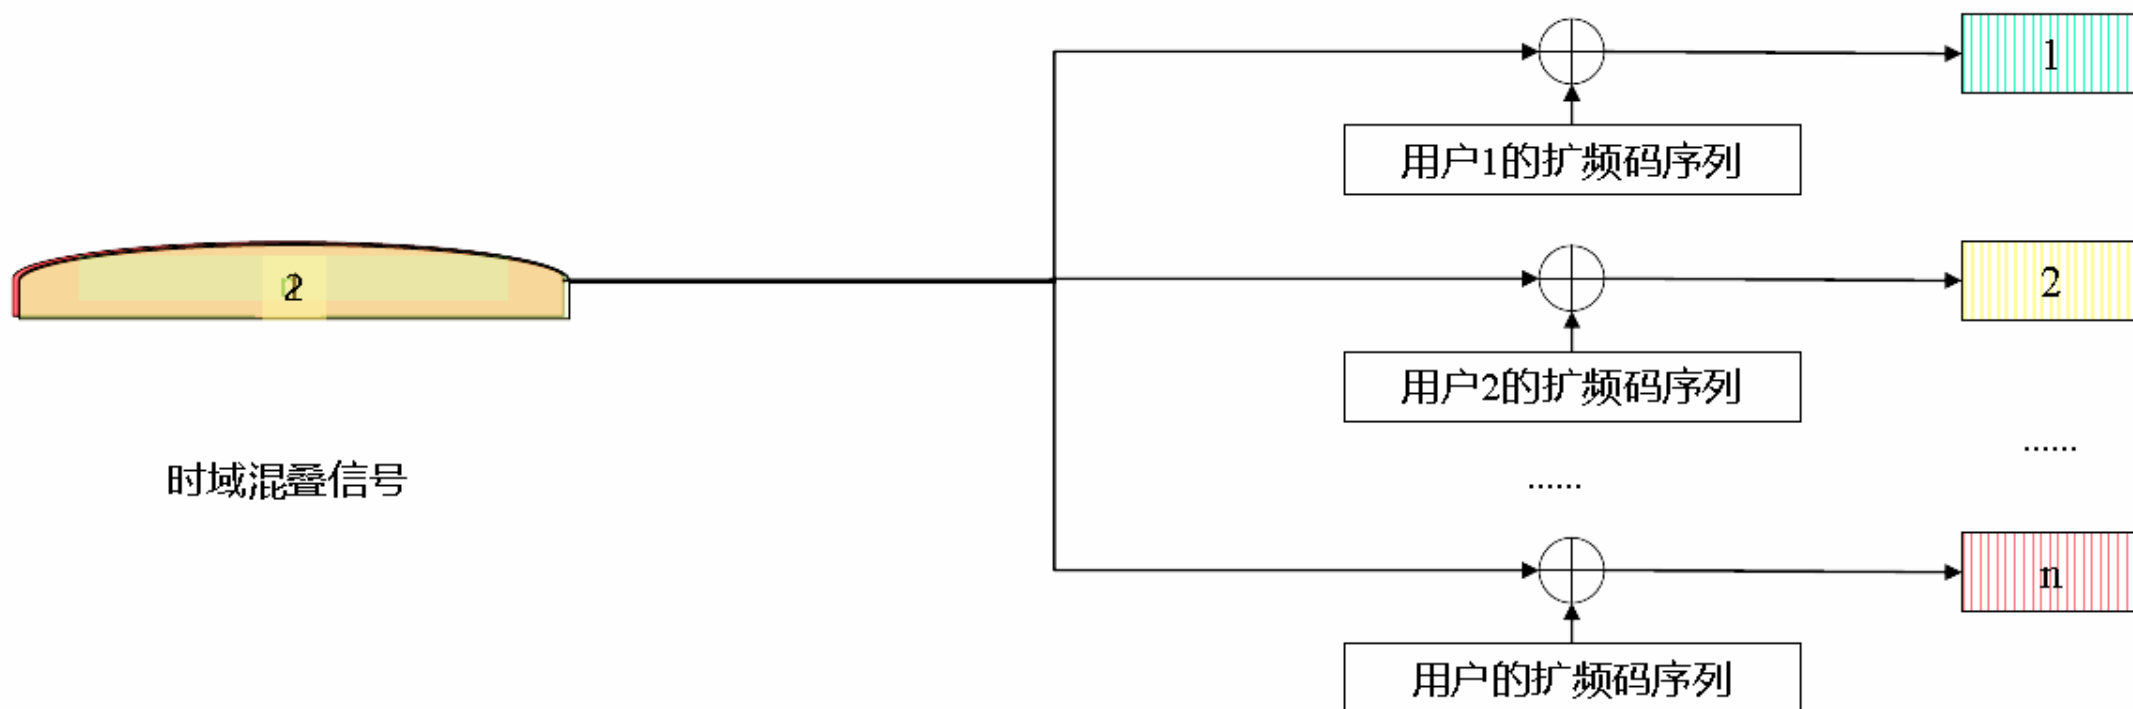 1
用户1的扩频码序列
2
用户2的扩频码序列
......
时域混叠信号
......
n
用户的扩频码序列